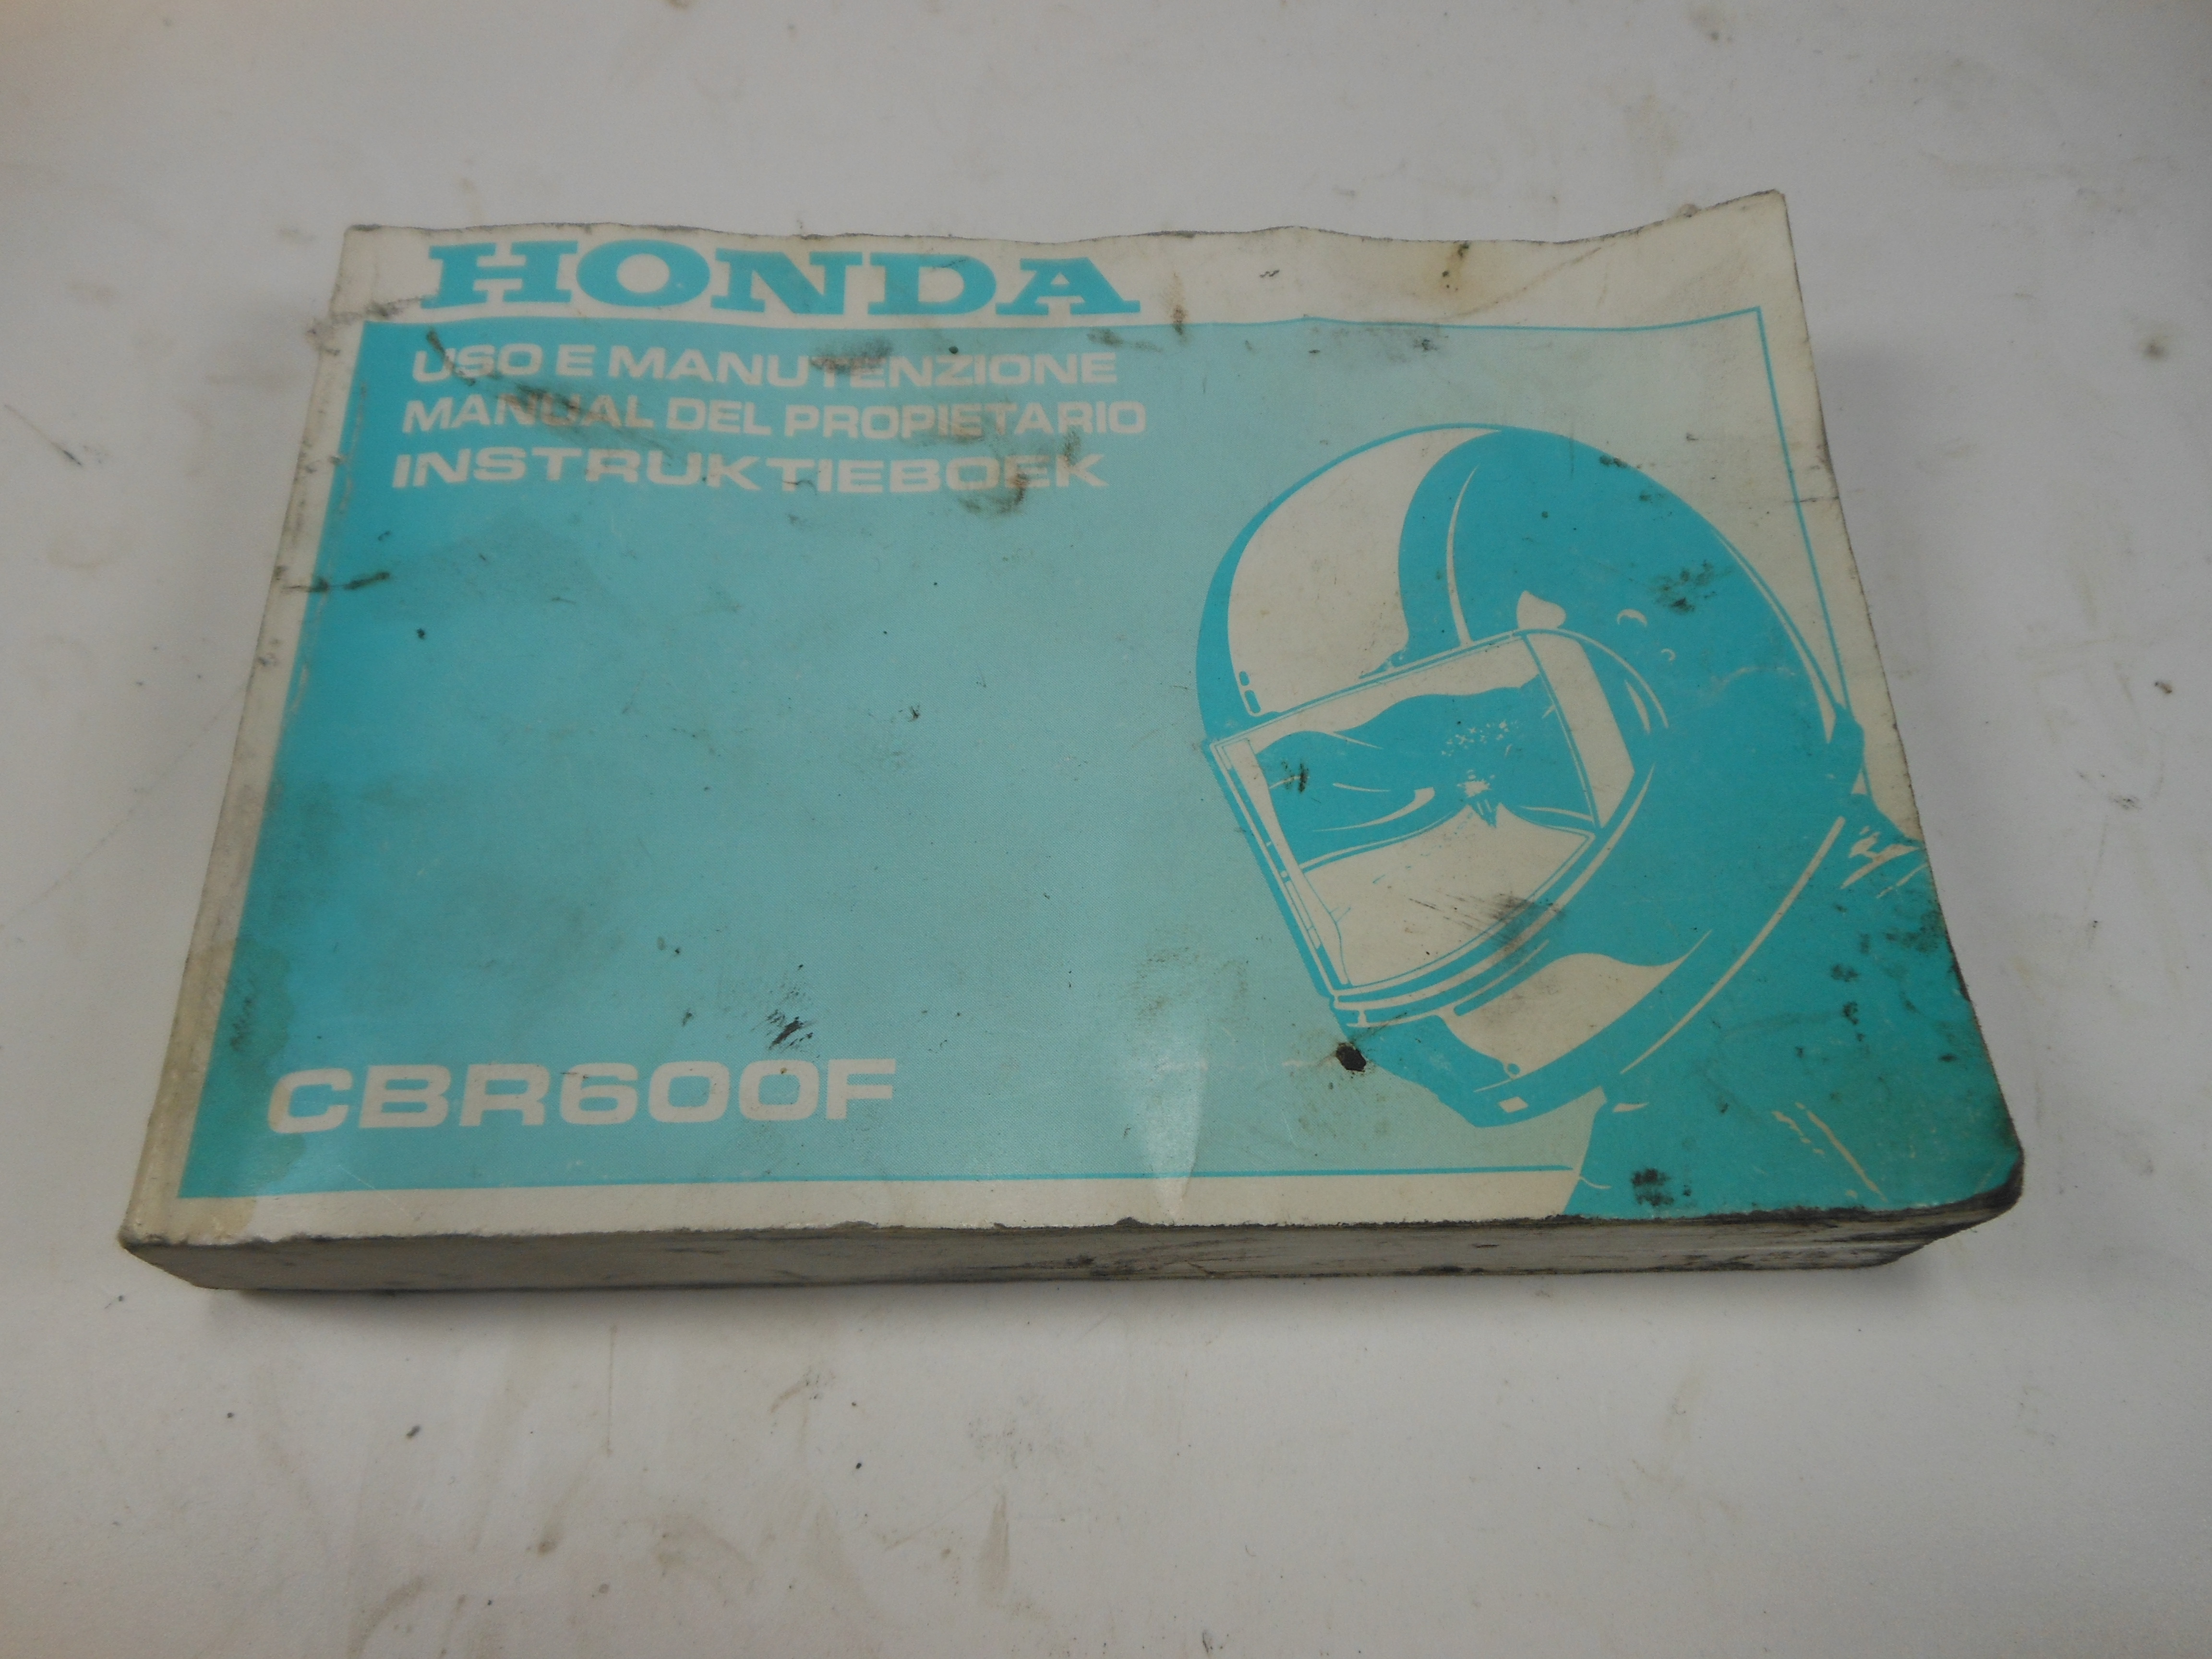 HONDA
USO E MANUTENZIONE
MANUAL DEL PROPIETARIO
INSTRUKTIEBOEK
CBR600F